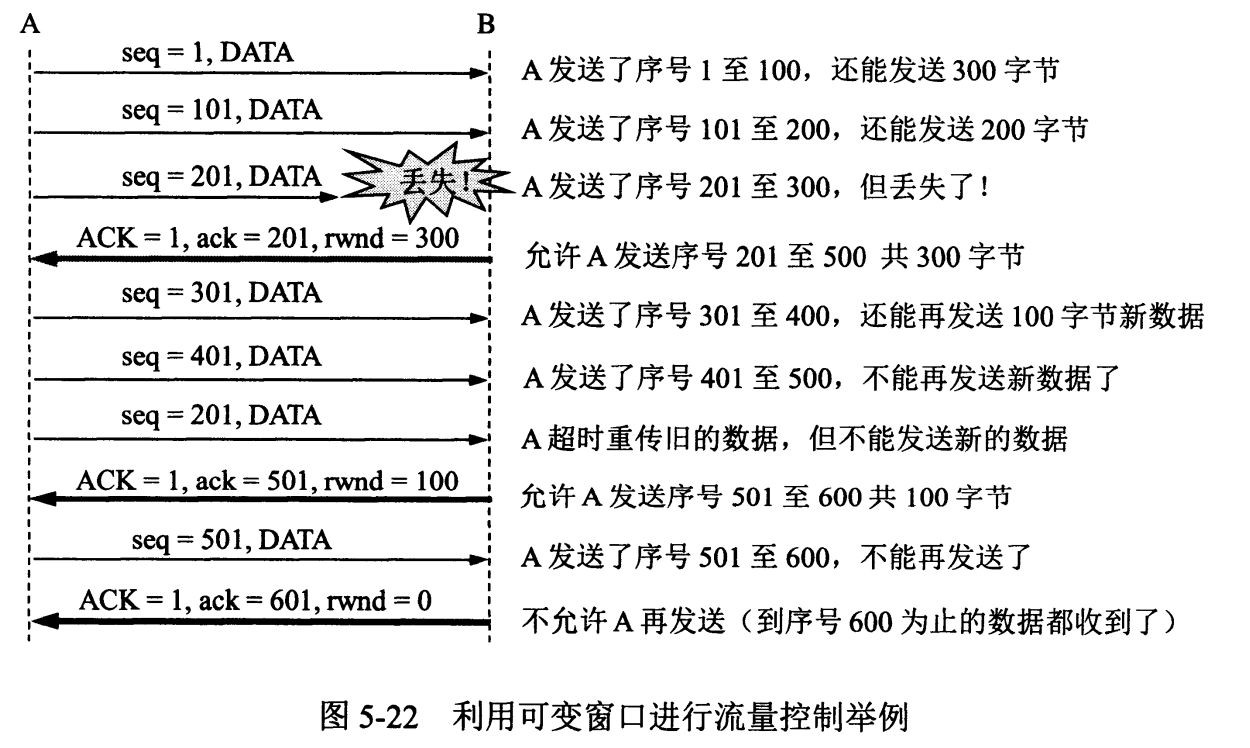 A B
seq = 1, DATA A 发送了序号 1 至 100，还能发送 300 字节
seq = 101, DATA A 发送了序号 101 至 200，还能发送 200 字节
seq = 201, DATA 丢失! A 发送了序号 201 至 300，但丢失了!
ACK = 1, ack = 201, rwnd = 300 允许 A 发送序号 201 至 500 共 300 字节
seq = 301, DATA A 发送了序号 301 至 400，还能再发送 100 字节新数据
seq = 401, DATA A 发送了序号 401 至 500，不能再发送新数据了
seq = 201, DATA A 超时重传旧的数据，但不能发送新的数据
ACK = 1, ack = 501, rwnd = 100 允许 A 发送序号 501 至 600 共 100 字节
seq = 501, DATA A 发送了序号 501 至 600，不能再发送了
ACK = 1, ack = 601, rwnd = 0 不允许 A 再发送（到序号 600 为止的数据都收到了）
图 5-22 利用可变窗口进行流量控制举例